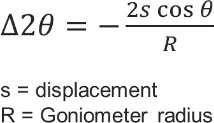 Δ2θ = − 2s cos θ / R
s = displacement
R = Goniometer radius